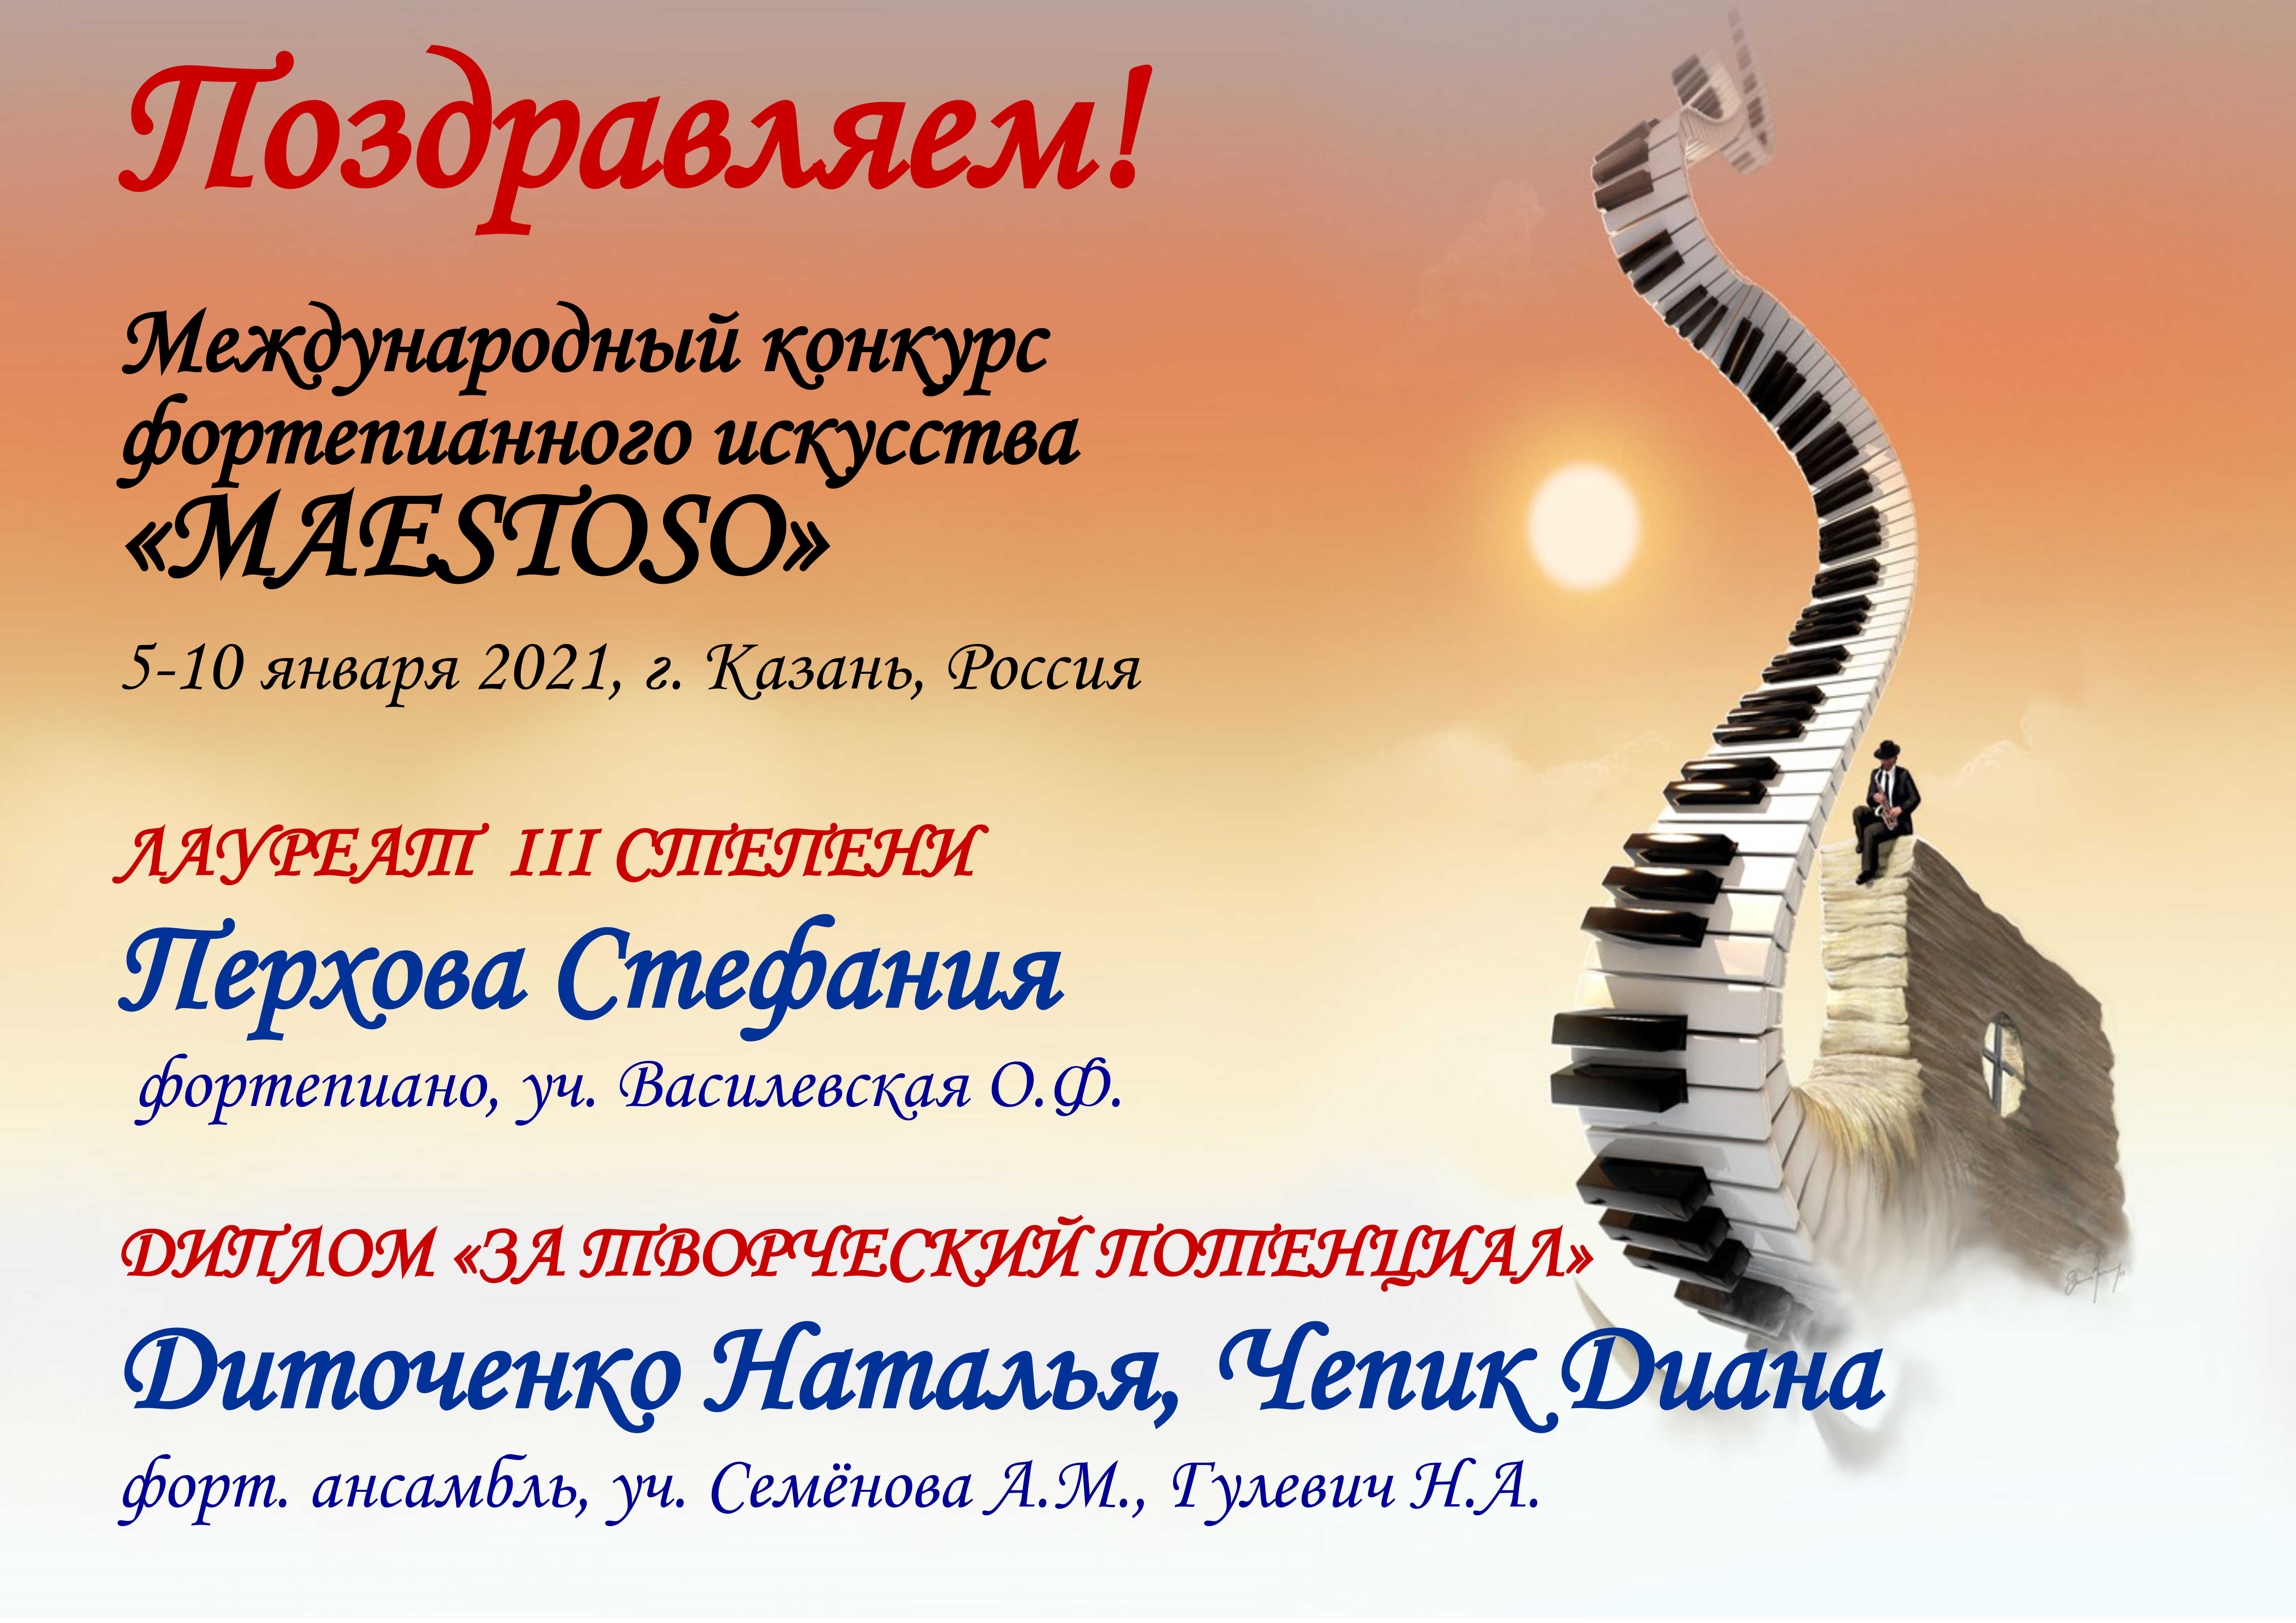 Поздравляем!
Международный конкурс
фортепианного искусства
«MAESTOSO»
5-10 января 2021, г. Казань, Россия
ЛАУРЕАТ III СТЕПЕНИ
Перхова Стефания
фортепиано, уч. Василевская О.Ф.
ДИПЛОМ «ЗА ТВОРЧЕСКИЙ ПОТЕНЦИАЛ»
Диточенко Наталья, Чепик Диана
форт. ансамбль, уч. Семёнова А.М., Гулевич Н.А.